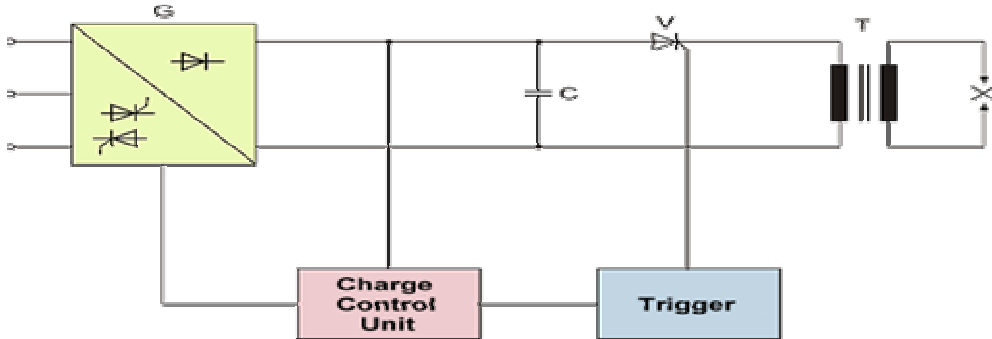 G
V
T
C
X
Charge
Control
Unit
Trigger